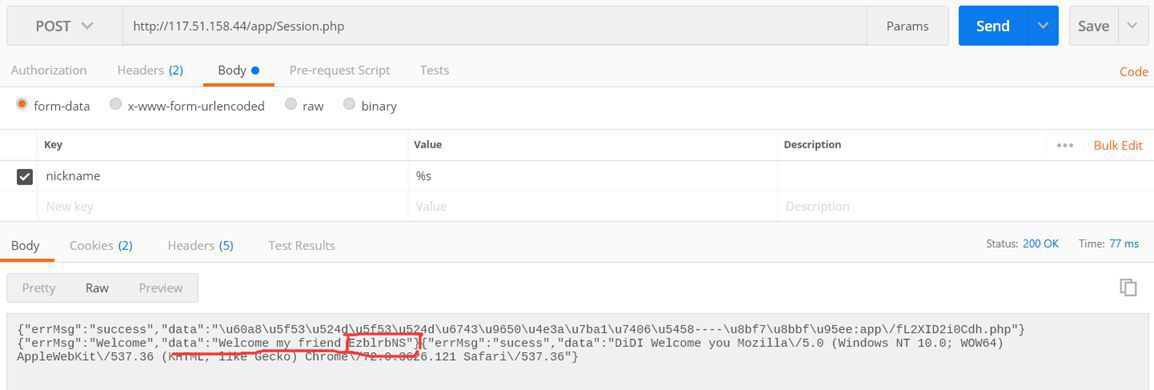 POST http://117.51.158.44/app/Session.php Params Send Save
Authorization Headers (2) Body Pre-request Script Tests Code
form-data x-www-form-urlencoded raw binary
Key Value Description ••• Bulk Edit
nickname %s
New key Value Description
Body Cookies (2) Headers (5) Test Results Status: 200 OK Time: 77 ms
Pretty Raw Preview
{"errMsg":"success","data":"\u60a8\u5f53\u524d\u5f53\u524d\u6743\u9650\u4e3a\u7ba1\u7406\u5458----\u8bf7\u8bbf\u95ee:app\/fL2XID2i0Cdh.php"}
{"errMsg":"Welcome","data":"Welcome my friend EzblrbNS"}{"errMsg":"sucess","data":"DiDI Welcome you Mozilla\/5.0 (Windows NT 10.0; WOW64)
AppleWebKit\/537.36 (KHTML, like Gecko) Chrome\/72.0.3626.121 Safari\/537.36"}